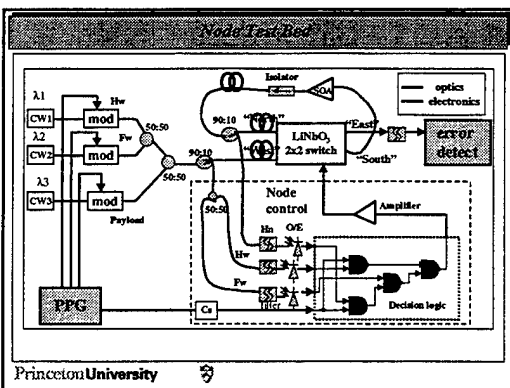 Node Test Bed
λ1
Hw
CW1
mod
λ2
Fw
50:50
CW2
mod
λ3
50:50
CW3
mod
Payload
PPG
Isolator
SOA
optics
electronics
90:10
90:10
LiNbO3
2x2 switch
"East"
"South"
error
detect
50:50
Node
control
Amplifier
Hn
O/E
Hw
Fw
filter
Cs
Decision logic
Princeton University